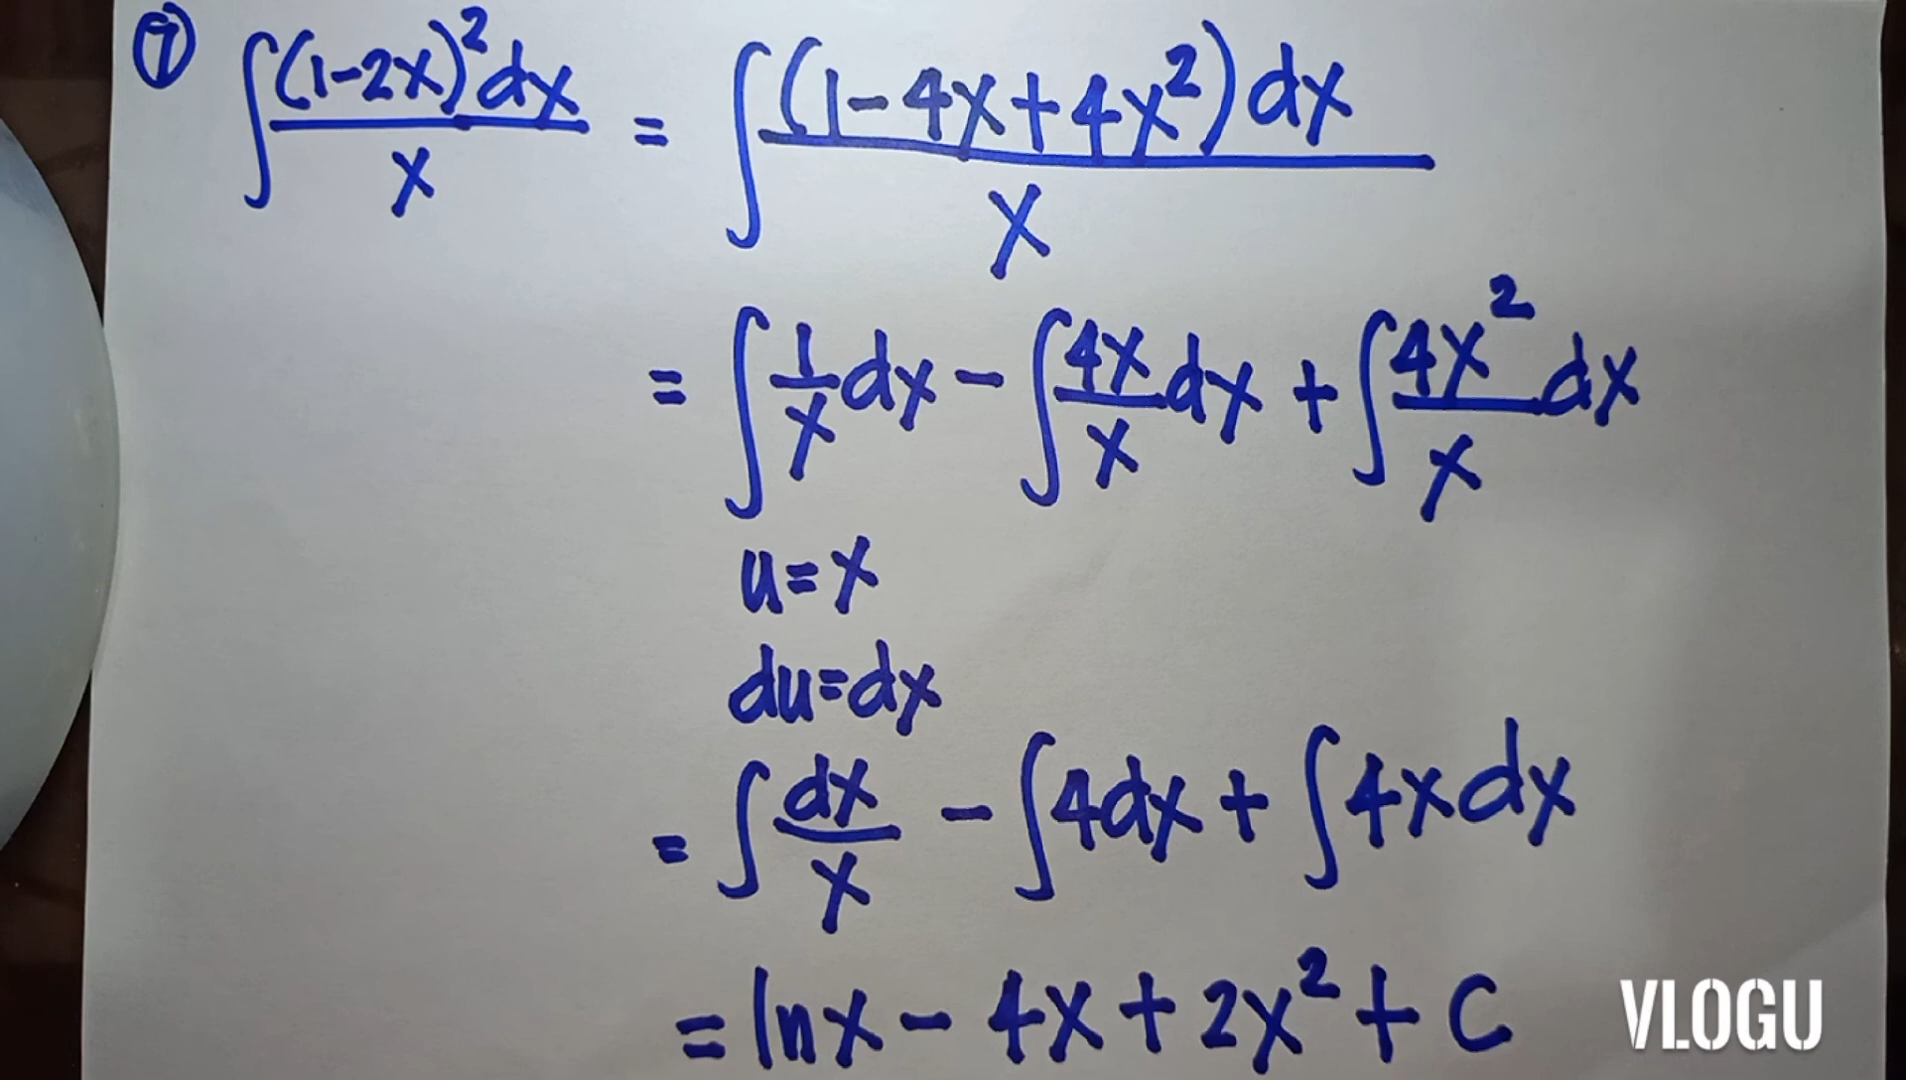 ⑦ ∫(1-2x)²dx/x = ∫(1-4x+4x²)dx/x
= ∫1/x dx - ∫4x/x dx + ∫4x²/x dx
u=x
du=dx
= ∫dx/x - ∫4dx + ∫4xdx
= lnx - 4x + 2x² + C
VLOGU